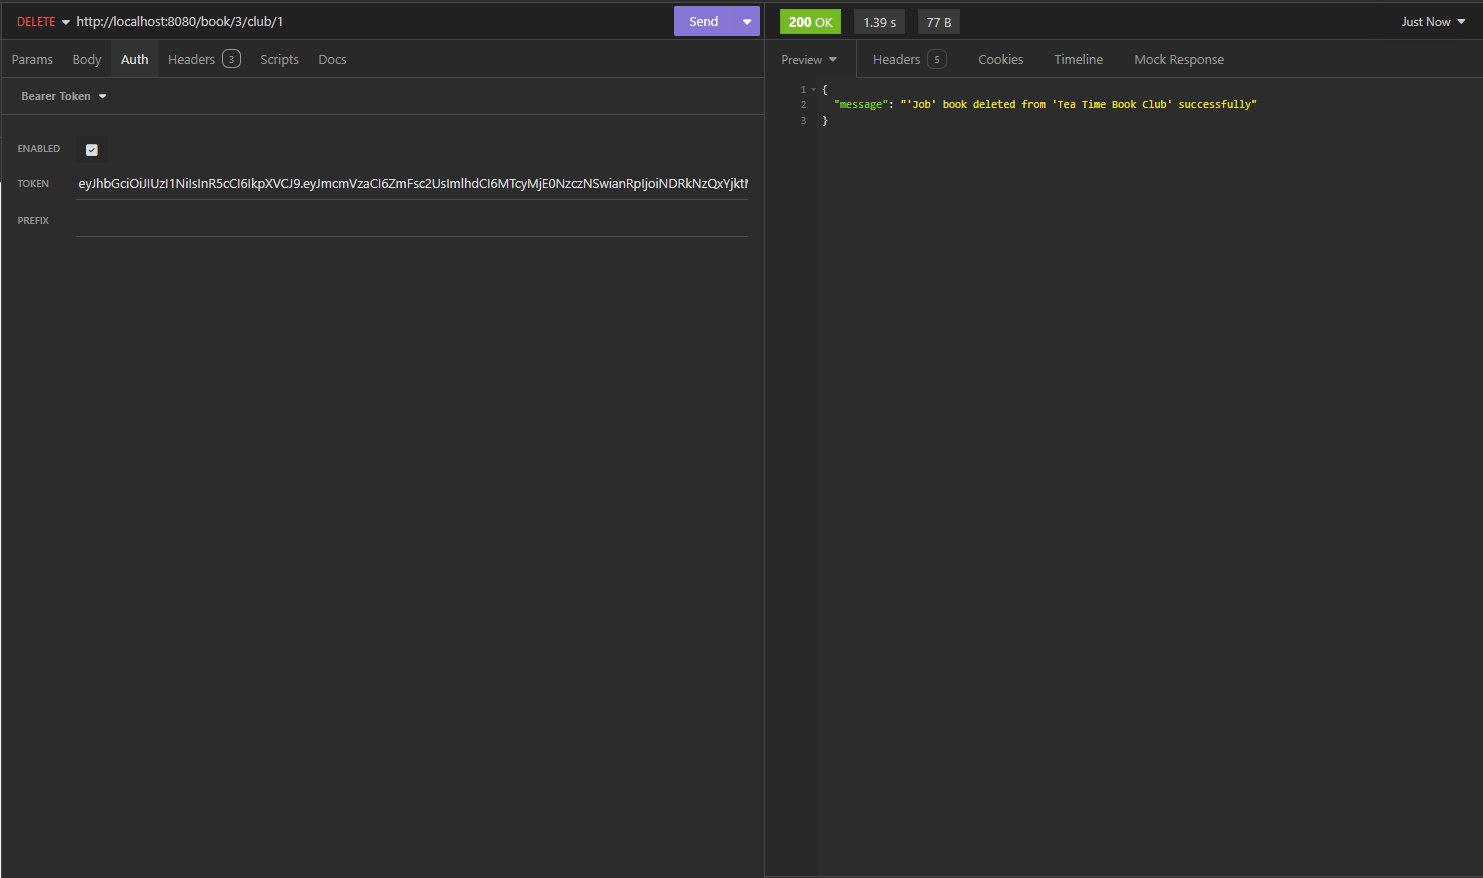 DELETE http://localhost:8080/book/3/club/1 Send
Params Body Auth Headers 3 Scripts Docs
Bearer Token
ENABLED
TOKEN eyJhbGciOiJIUzI1NiIsInR5cCI6IkpXVCJ9.eyJmcmVzaCI6ZmFsc2UsImlhdCI6MTcyMjE0NzczNSwianRpIjoiNDRkNzQxYjktM
PREFIX
200 OK 1.39 s 77 B Just Now
Preview Headers 5 Cookies Timeline Mock Response
1 {
2 "message": "'Job' book deleted from 'Tea Time Book Club' successfully"
3 }